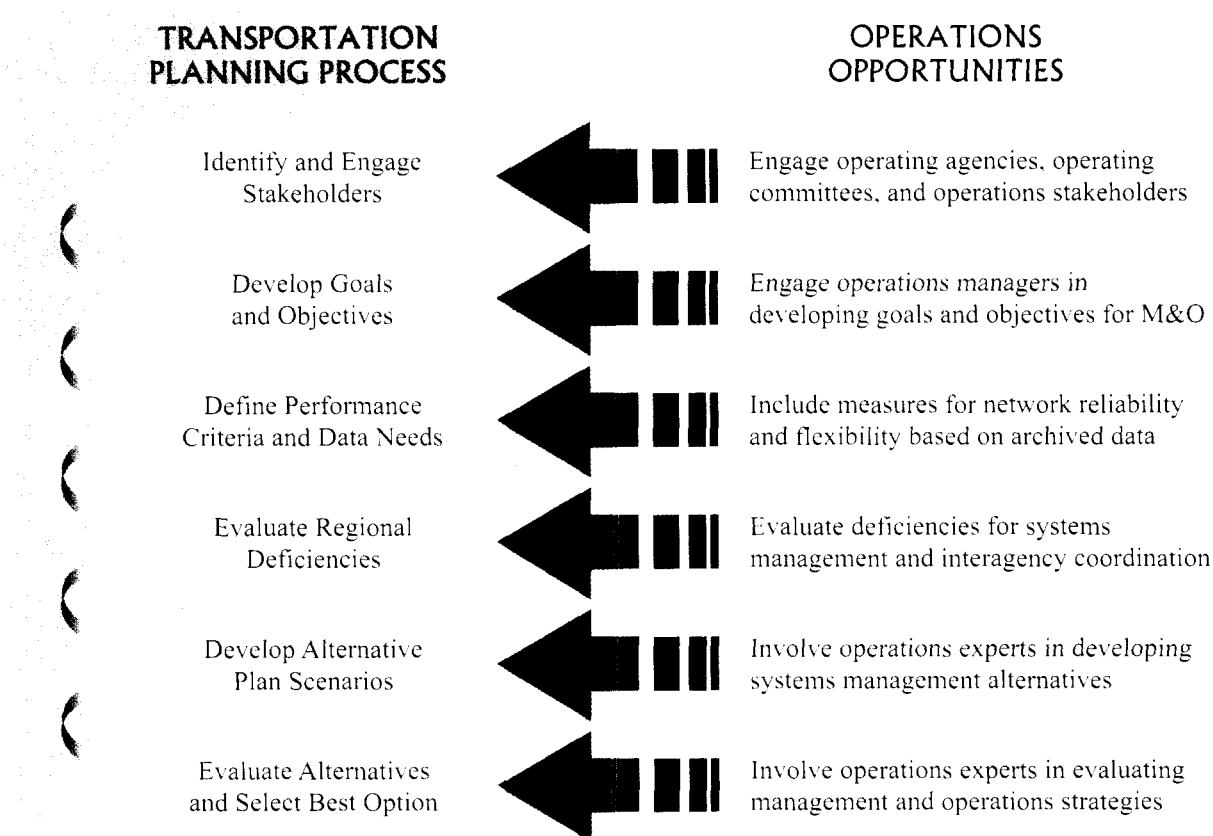 TRANSPORTATION
PLANNING PROCESS
OPERATIONS
OPPORTUNITIES
Identify and Engage
Stakeholders
Engage operating agencies, operating
committees, and operations stakeholders
Develop Goals
and Objectives
Engage operations managers in
developing goals and objectives for M&O
Define Performance
Criteria and Data Needs
Include measures for network reliability
and flexibility based on archived data
Evaluate Regional
Deficiencies
Evaluate deficiencies for systems
management and interagency coordination
Develop Alternative
Plan Scenarios
Involve operations experts in developing
systems management alternatives
Evaluate Alternatives
and Select Best Option
Involve operations experts in evaluating
management and operations strategies